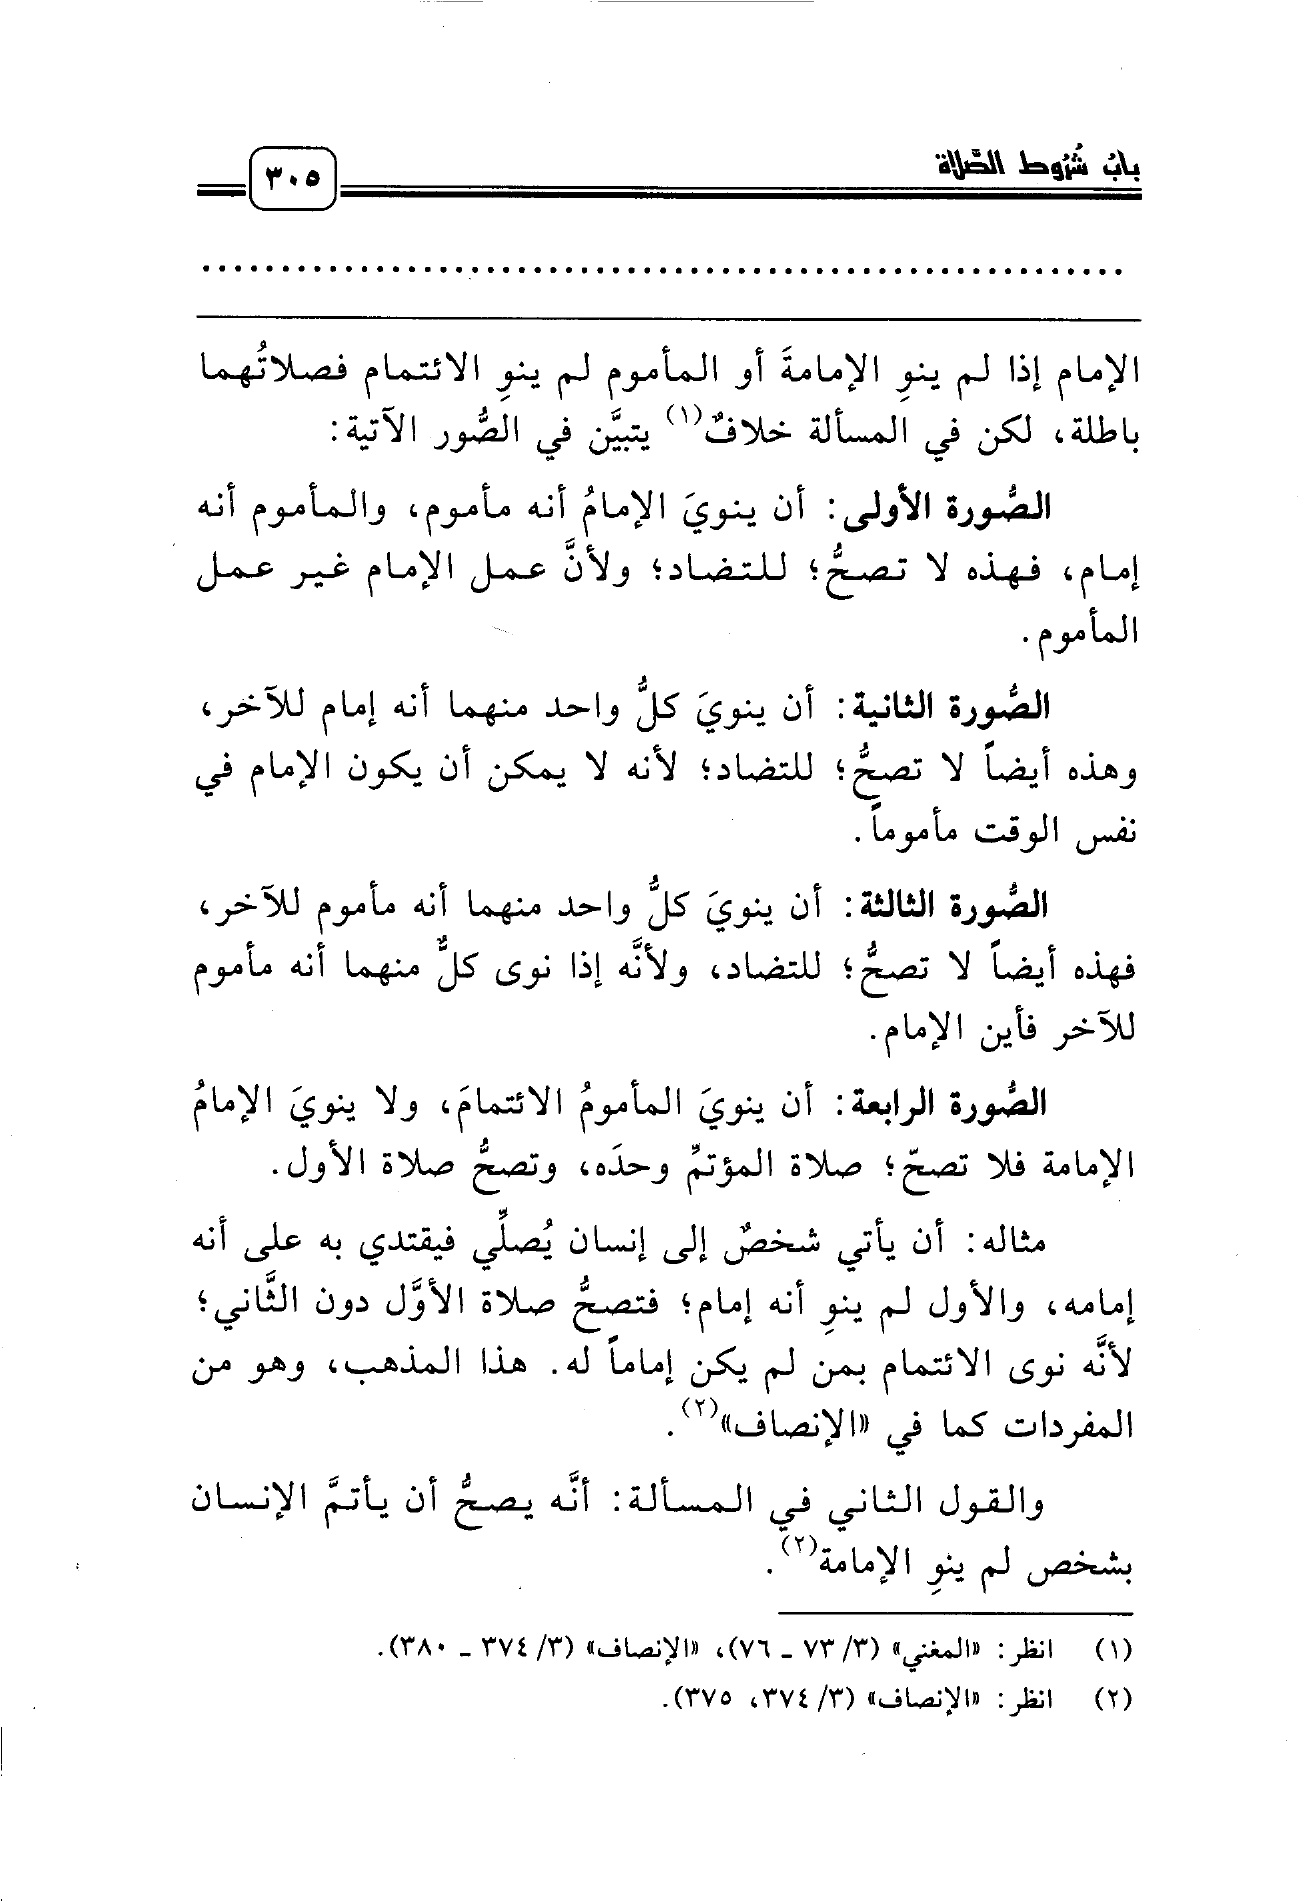 بابُ شُرُوط الصَّلاة
٣٠٥
الإمام إذا لم ينوِ الإمامةَ أو المأموم لم ينوِ الائتمام فصلاتُهما
باطلة، لكن في المسألة خلافٌ(١) يتبيَّن في الصُّور الآتية:
الصُّورة الأولى: أن ينويَ الإمامُ أنه مأموم، والمأموم أنه
إمام، فهذه لا تصحُّ؛ للتضاد؛ ولأنَّ عمل الإمام غير عمل
المأموم.
الصُّورة الثانية: أن ينويَ كلُّ واحد منهما أنه إمام للآخر،
وهذه أيضاً لا تصحُّ؛ للتضاد؛ لأنه لا يمكن أن يكون الإمام في
نفس الوقت مأموماً.
الصُّورة الثالثة: أن ينويَ كلُّ واحد منهما أنه مأموم للآخر،
فهذه أيضاً لا تصحُّ؛ للتضاد، ولأنَّه إذا نوى كلٌّ منهما أنه مأموم
للآخر فأين الإمام.
الصُّورة الرابعة: أن ينويَ المأمومُ الائتمامَ، ولا ينويَ الإمامُ
الإمامة فلا تصحّ؛ صلاة المؤتمِّ وحدَه، وتصحُّ صلاة الأول.
مثاله: أن يأتي شخصٌ إلى إنسان يُصلِّي فيقتدي به على أنه
إمامه، والأول لم ينوِ أنه إمام؛ فتصحُّ صلاة الأوَّل دون الثَّاني؛
لأنَّه نوى الائتمام بمن لم يكن إماماً له. هذا المذهب، وهو من
المفردات كما في «الإنصاف»(٢).
والقول الثاني في المسألة: أنَّه يصحُّ أن يأتمَّ الإنسان
بشخص لم ينوِ الإمامة(٢).
(١) انظر: «المغني» (٣/ ٧٣ ـ ٧٦)، «الإنصاف» (٣/ ٣٧٤ ـ ٣٨٠).
(٢) انظر: «الإنصاف» (٣/ ٣٧٤، ٣٧٥).